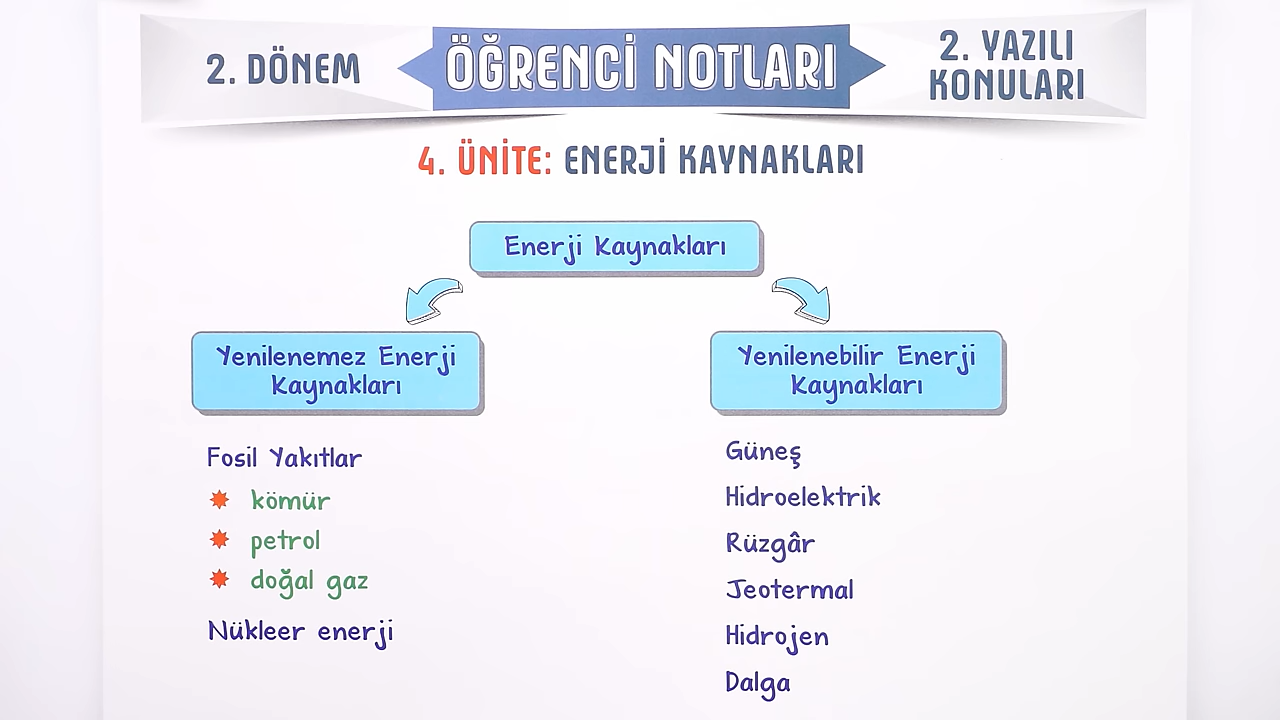 2. DÖNEM
ÖĞRENCİ NOTLARI
2. YAZILI
KONULARI
4. ÜNİTE: ENERJİ KAYNAKLARI
Enerji Kaynakları
Yenilenemez Enerji
Kaynakları
Fosil Yakıtlar
kömür
petrol
doğal gaz
Nükleer enerji
Yenilenebilir Enerji
Kaynakları
Güneş
Hidroelektrik
Rüzgâr
Jeotermal
Hidrojen
Dalga